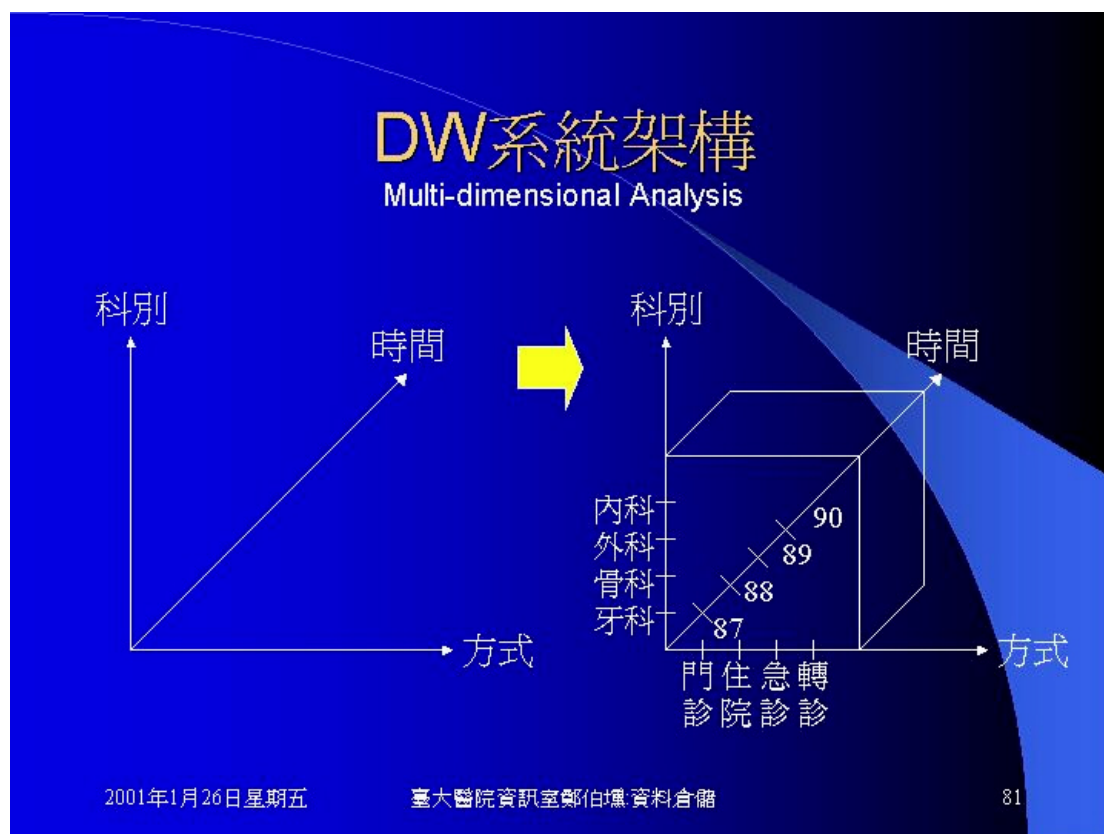 DW系統架構
Multi-dimensional Analysis
科別
時間
方式
科別
時間
內科
外科
骨科
牙科
90
89
88
87
方式
門診
住院
急診
轉診
2001年1月26日星期五
臺大醫院資訊室鄭伯壎:資料倉儲
81